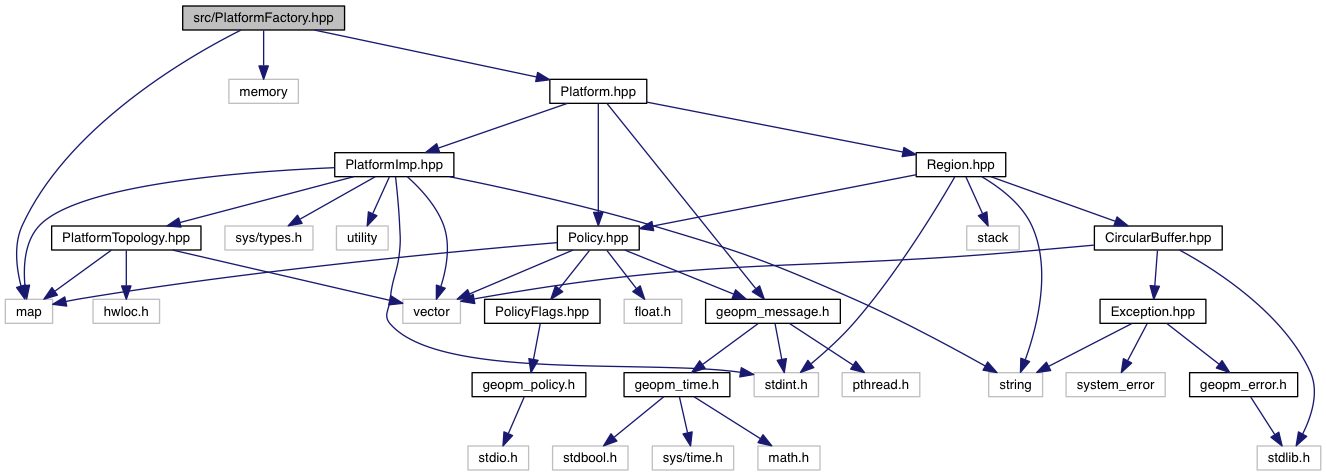 src/PlatformFactory.hpp
memory
Platform.hpp
PlatformImp.hpp
Region.hpp
PlatformTopology.hpp
sys/types.h
utility
Policy.hpp
stack
CircularBuffer.hpp
map
hwloc.h
vector
PolicyFlags.hpp
float.h
geopm_message.h
Exception.hpp
geopm_policy.h
geopm_time.h
stdint.h
pthread.h
string
system_error
geopm_error.h
stdio.h
stdbool.h
sys/time.h
math.h
stdlib.h